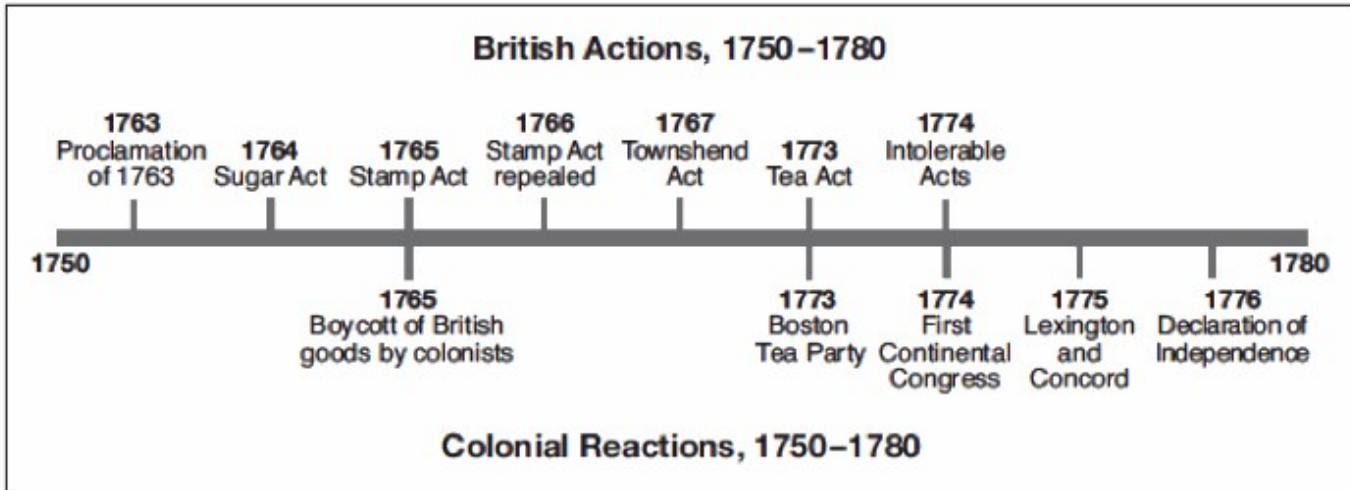 British Actions, 1750–1780
1763
Proclamation
of 1763
1764
Sugar Act
1765
Stamp Act
1766
Stamp Act
repealed
1767
Townshend
Act
1773
Tea Act
1774
Intolerable
Acts
1750
1780
1765
Boycott of British
goods by colonists
1773
Boston
Tea Party
1774
First
Continental
Congress
1775
Lexington
and
Concord
1776
Declaration of
Independence
Colonial Reactions, 1750–1780